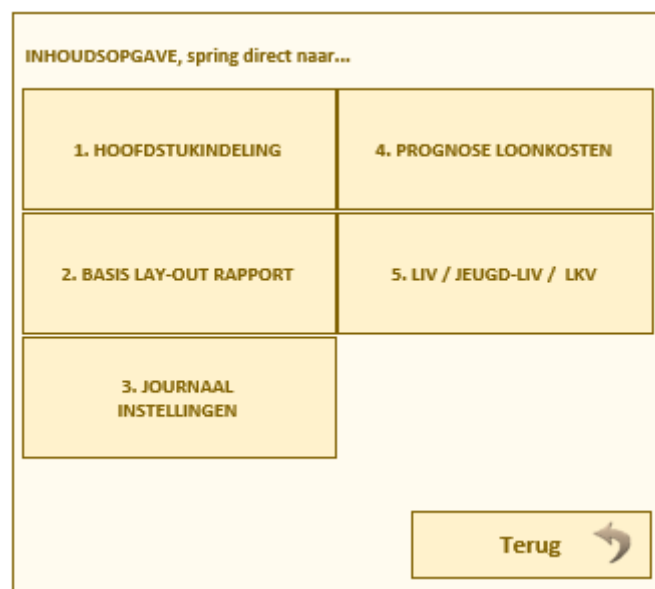 INHOUDSOPGAVE, spring direct naar...
1. HOOFDSTUKINDELING
4. PROGNOSE LOONKOSTEN
2. BASIS LAY-OUT RAPPORT
5. LIV / JEUGD-LIV / LKV
3. JOURNAAL
INSTELLINGEN
Terug